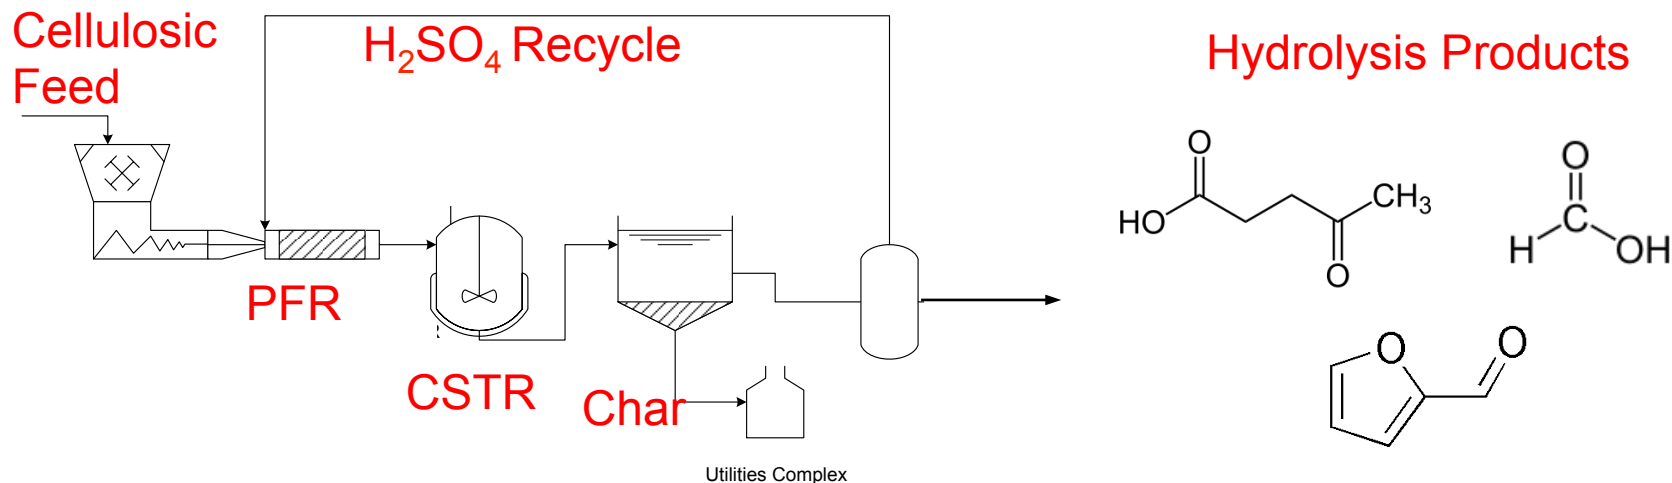 Cellulosic
Feed
H₂SO₄ Recycle
Hydrolysis Products
PFR
CSTR
Char
Utilities Complex
O
HO
CH₃
O
O
H
C
OH
O
O